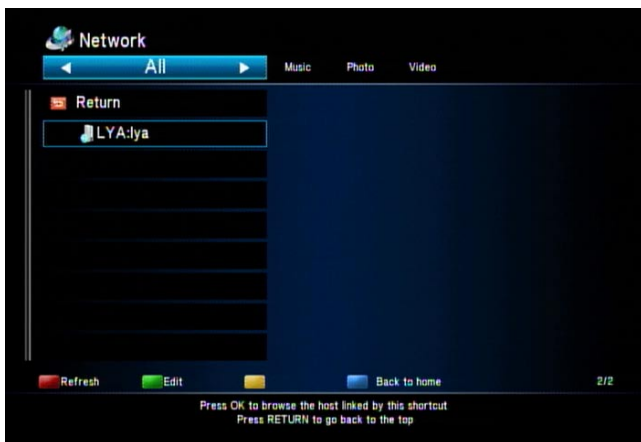 Network
All Music Photo Video
Return
LYA:lya
Refresh Edit Back to home 2/2
Press OK to browse the host linked by this shortcut
Press RETURN to go back to the top